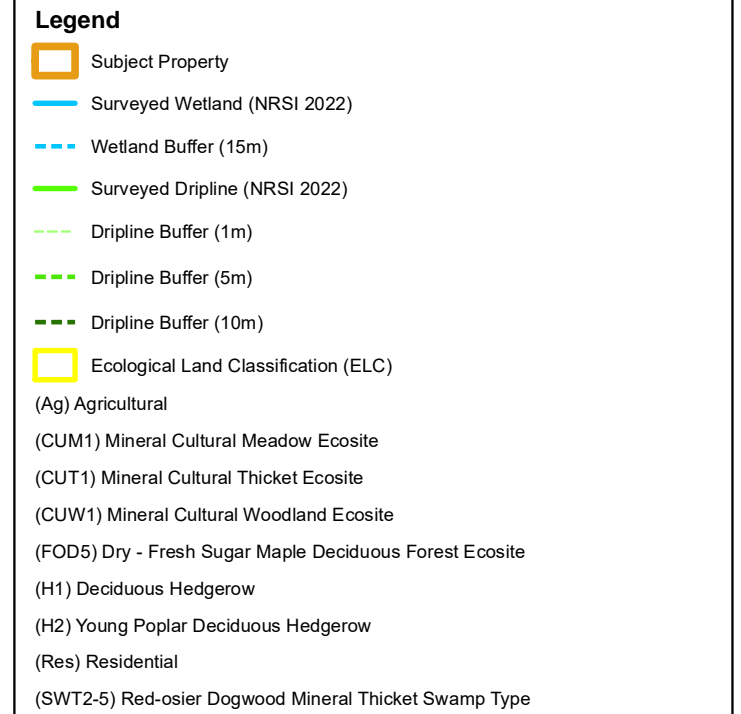 Legend
Subject Property
Surveyed Wetland (NRSI 2022)
Wetland Buffer (15m)
Surveyed Dripline (NRSI 2022)
Dripline Buffer (1m)
Dripline Buffer (5m)
Dripline Buffer (10m)
Ecological Land Classification (ELC)
(Ag) Agricultural
(CUM1) Mineral Cultural Meadow Ecosite
(CUT1) Mineral Cultural Thicket Ecosite
(CUW1) Mineral Cultural Woodland Ecosite
(FOD5) Dry - Fresh Sugar Maple Deciduous Forest Ecosite
(H1) Deciduous Hedgerow
(H2) Young Poplar Deciduous Hedgerow
(Res) Residential
(SWT2-5) Red-osier Dogwood Mineral Thicket Swamp Type